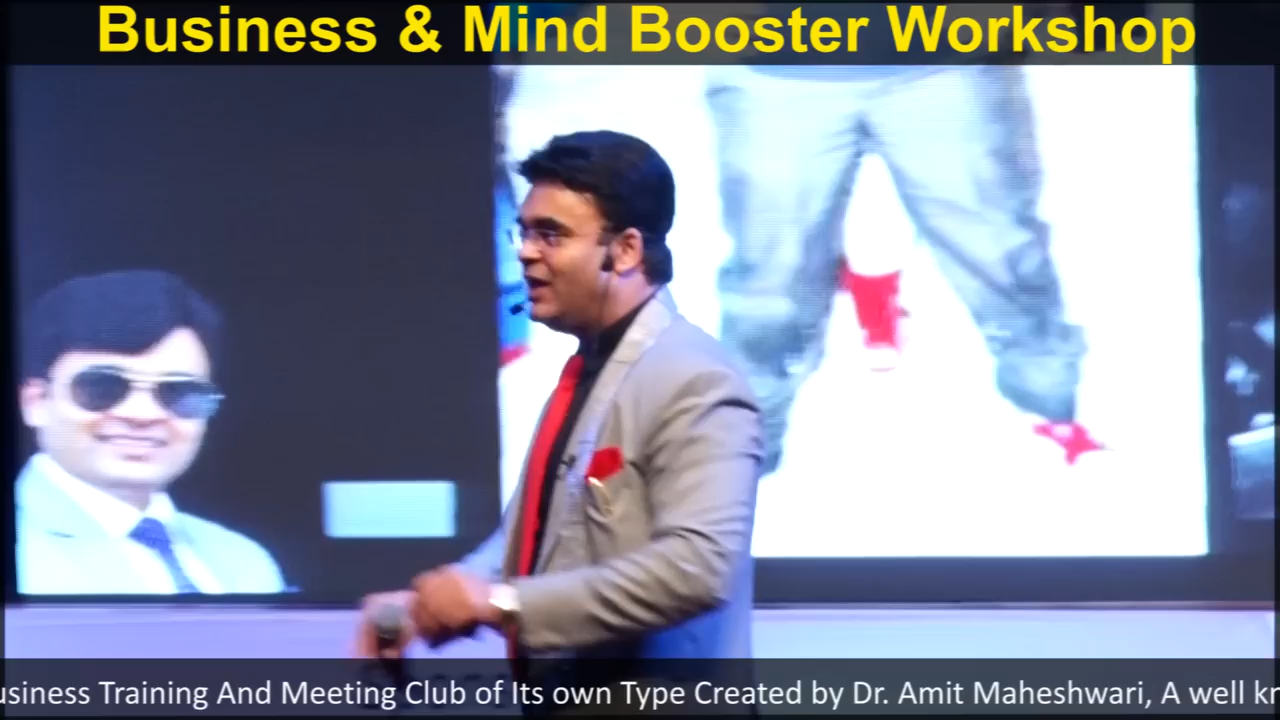 Business & Mind Booster Workshop
usiness Training And Meeting Club of Its own Type Created by Dr. Amit Maheshwari, A well kn